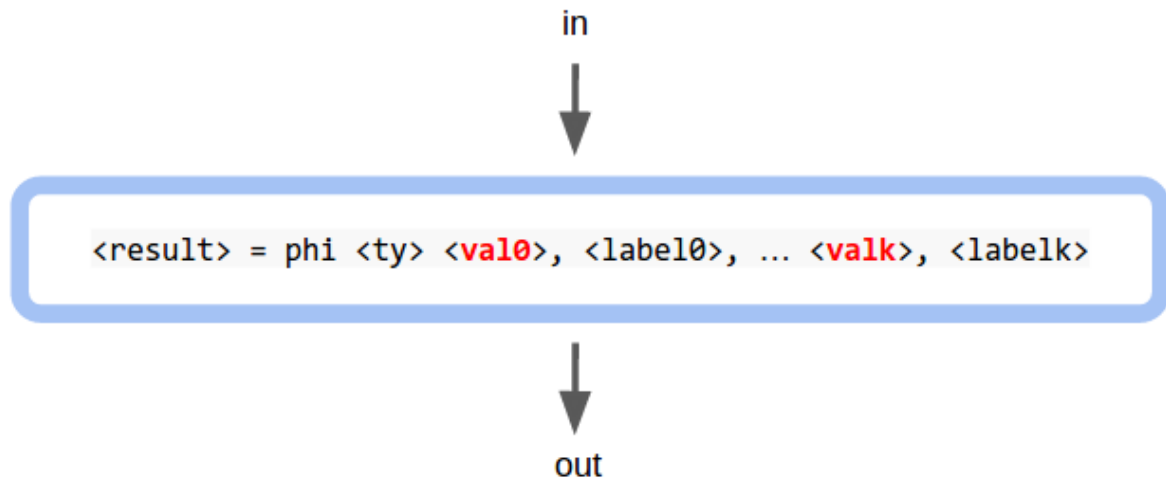 in
<result> = phi <ty> <val0>, <label0>, … <valk>, <labelk>
out